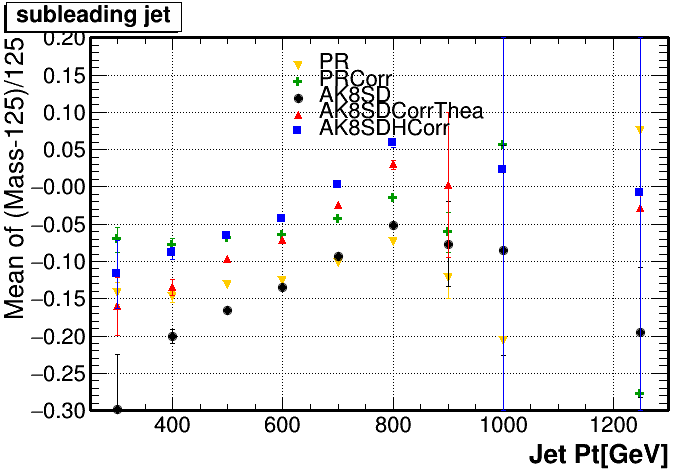 subleading jet
Mean of (Mass-125)/125
0.20
0.15
0.10
0.05
−0.00
−0.05
−0.10
−0.15
−0.20
−0.25
−0.30
PR
PRCorr
AK8SD
AK8SDCorrThea
AK8SDHCorr
400 600 800 1000 1200
Jet Pt[GeV]